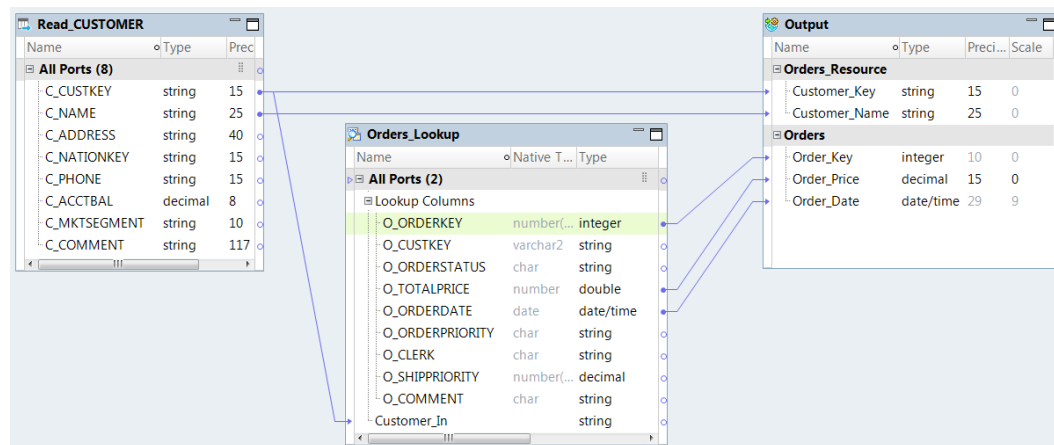 Read_CUSTOMER
Name Type Prec
All Ports (8)
C_CUSTKEY string 15
C_NAME string 25
C_ADDRESS string 40
C_NATIONKEY string 15
C_PHONE string 15
C_ACCTBAL decimal 8
C_MKTSEGMENT string 10
C_COMMENT string 117
Orders_Lookup
Name Native T... Type
All Ports (2)
Lookup Columns
O_ORDERKEY number(... integer
O_CUSTKEY varchar2 string
O_ORDERSTATUS char string
O_TOTALPRICE number double
O_ORDERDATE date date/time
O_ORDERPRIORITY char string
O_CLERK char string
O_SHIPPRIORITY number(... decimal
O_COMMENT char string
Customer_In string
Output
Name Type Preci... Scale
Orders_Resource
Customer_Key string 15 0
Customer_Name string 25 0
Orders
Order_Key integer 10 0
Order_Price decimal 15 0
Order_Date date/time 29 9